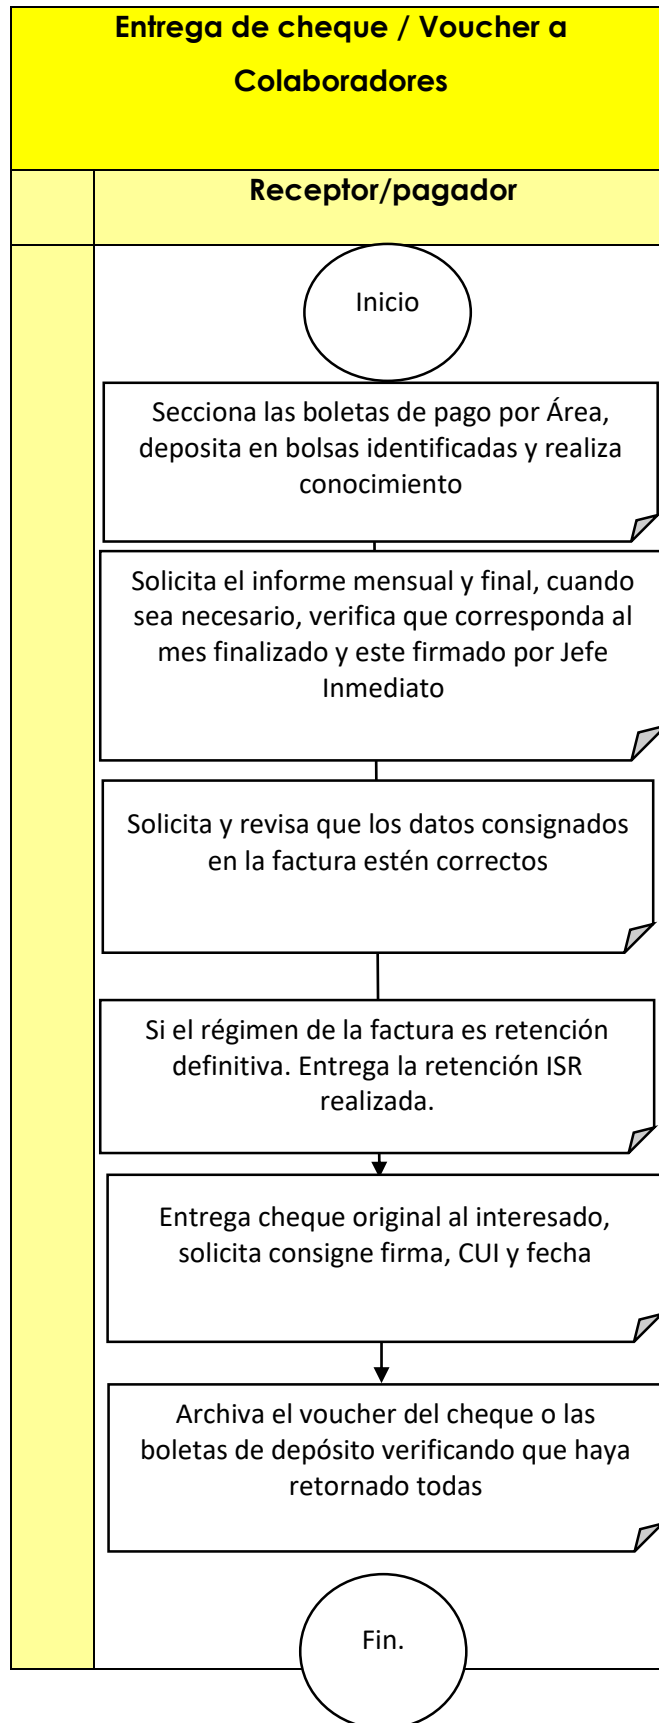 Entrega de cheque / Voucher a
Colaboradores
Receptor/pagador
Inicio
Secciona las boletas de pago por Área,
deposita en bolsas identificadas y realiza
conocimiento
Solicita el informe mensual y final, cuando
sea necesario, verifica que corresponda al
mes finalizado y este firmado por Jefe
Inmediato
Solicita y revisa que los datos consignados
en la factura estén correctos
Si el régimen de la factura es retención
definitiva. Entrega la retención ISR
realizada.
Entrega cheque original al interesado,
solicita consigne firma, CUI y fecha
Archiva el voucher del cheque o las
boletas de depósito verificando que haya
retornado todas
Fin.